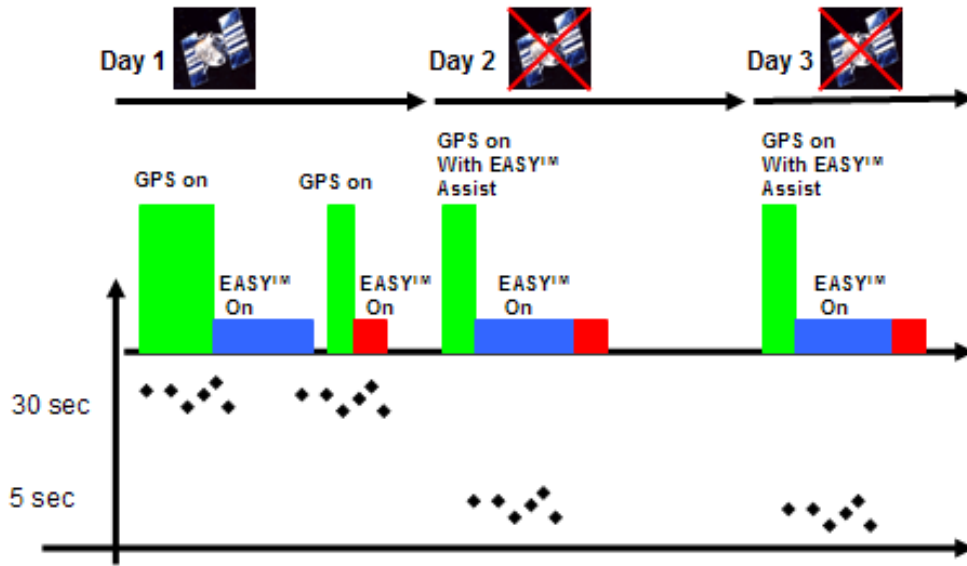 Day 1
Day 2
Day 3
GPS on
GPS on
GPS on
With EASY™
Assist
GPS on
With EASY™
Assist
EASY™
On
EASY™
On
EASY™
On
EASY™
On
30 sec
5 sec